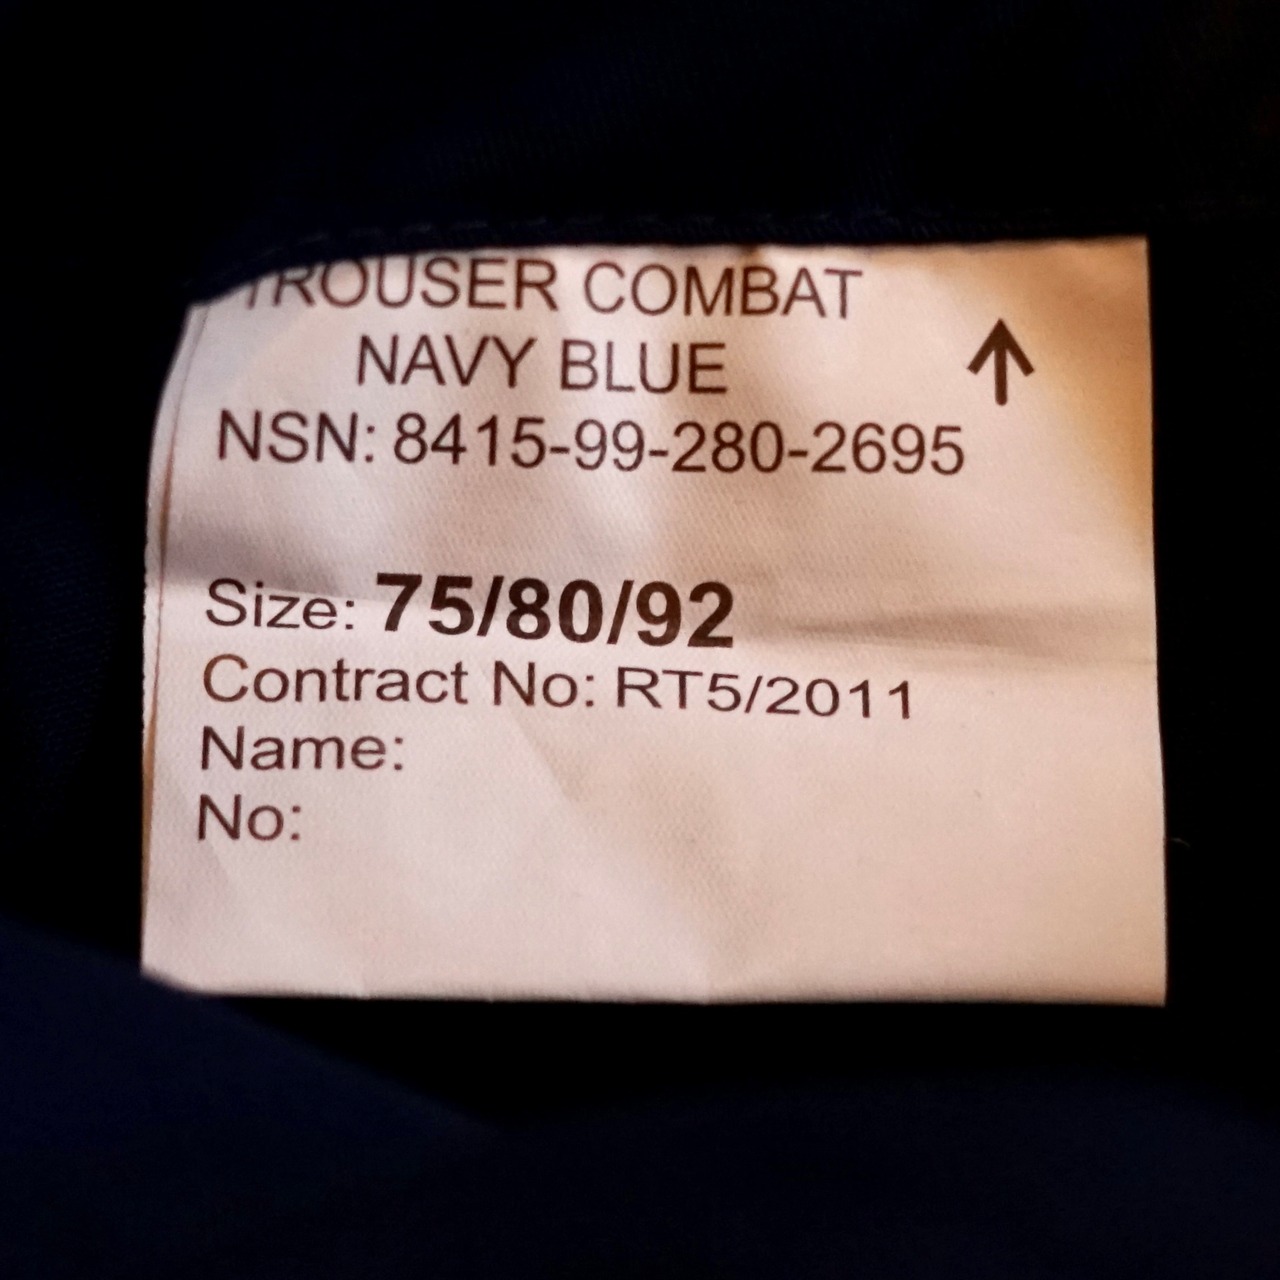 TROUSER COMBAT
NAVY BLUE
NSN: 8415-99-280-2695
Size: 75/80/92
Contract No: RT5/2011
Name:
No: